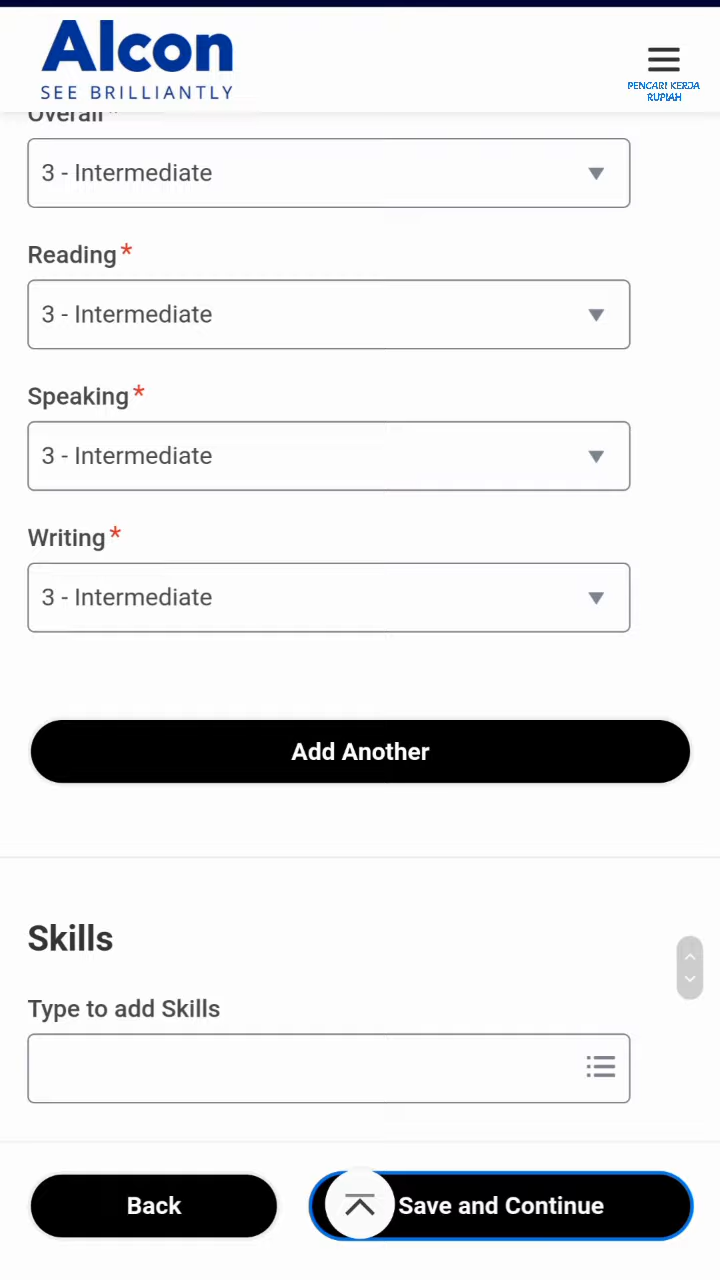 Alcon
SEE BRILLIANTLY
PENCARI KERJA
RUPIAH
Overall *
3 - Intermediate
Reading *
3 - Intermediate
Speaking *
3 - Intermediate
Writing *
3 - Intermediate
Add Another
Skills
Type to add Skills
Back
Save and Continue